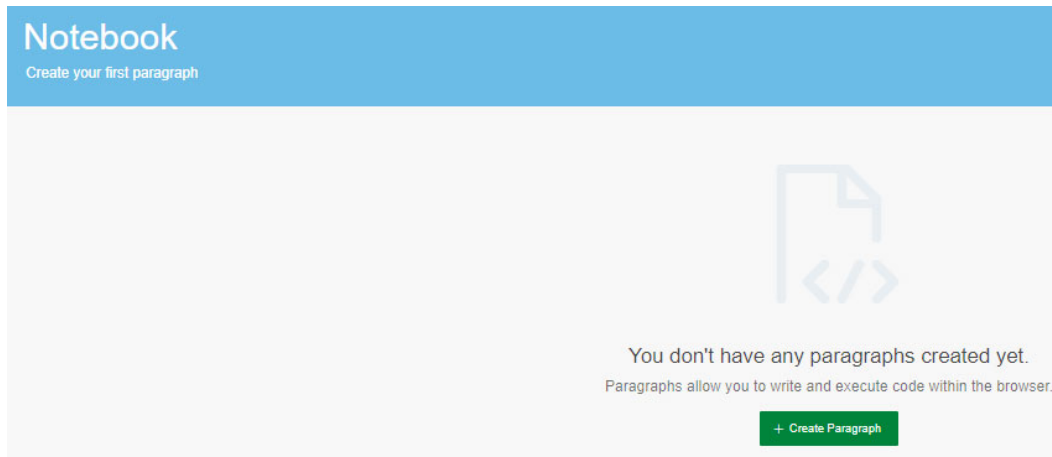 Notebook
Create your first paragraph
</>
You don't have any paragraphs created yet.
Paragraphs allow you to write and execute code within the browser.
+ Create Paragraph